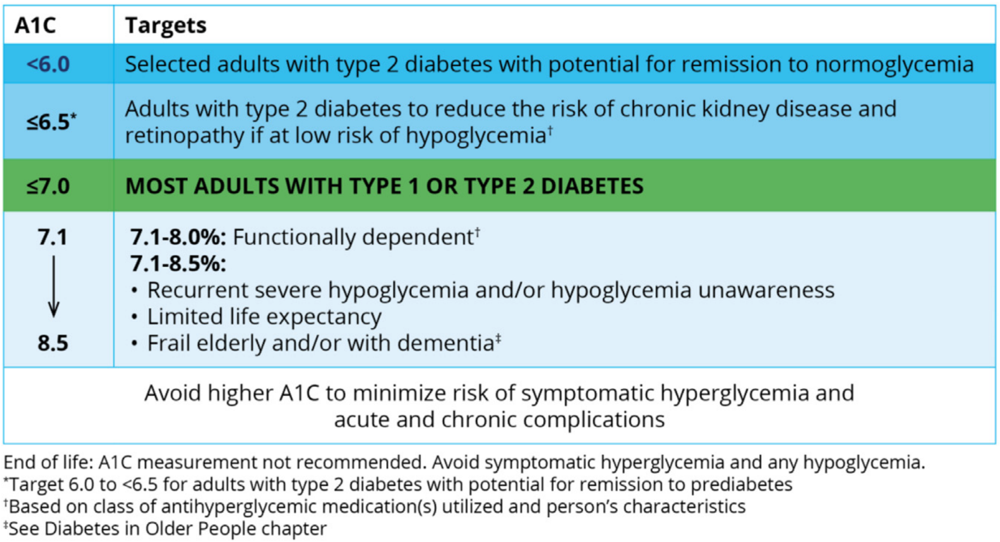 A1C Targets
<6.0 Selected adults with type 2 diabetes with potential for remission to normoglycemia
≤6.5* Adults with type 2 diabetes to reduce the risk of chronic kidney disease and
retinopathy if at low risk of hypoglycemia†
≤7.0 MOST ADULTS WITH TYPE 1 OR TYPE 2 DIABETES
7.1 7.1-8.0%: Functionally dependent†
7.1-8.5%:
• Recurrent severe hypoglycemia and/or hypoglycemia unawareness
• Limited life expectancy
8.5 • Frail elderly and/or with dementia‡
Avoid higher A1C to minimize risk of symptomatic hyperglycemia and
acute and chronic complications
End of life: A1C measurement not recommended. Avoid symptomatic hyperglycemia and any hypoglycemia.
*Target 6.0 to <6.5 for adults with type 2 diabetes with potential for remission to prediabetes
†Based on class of antihyperglycemic medication(s) utilized and person’s characteristics
‡See Diabetes in Older People chapter